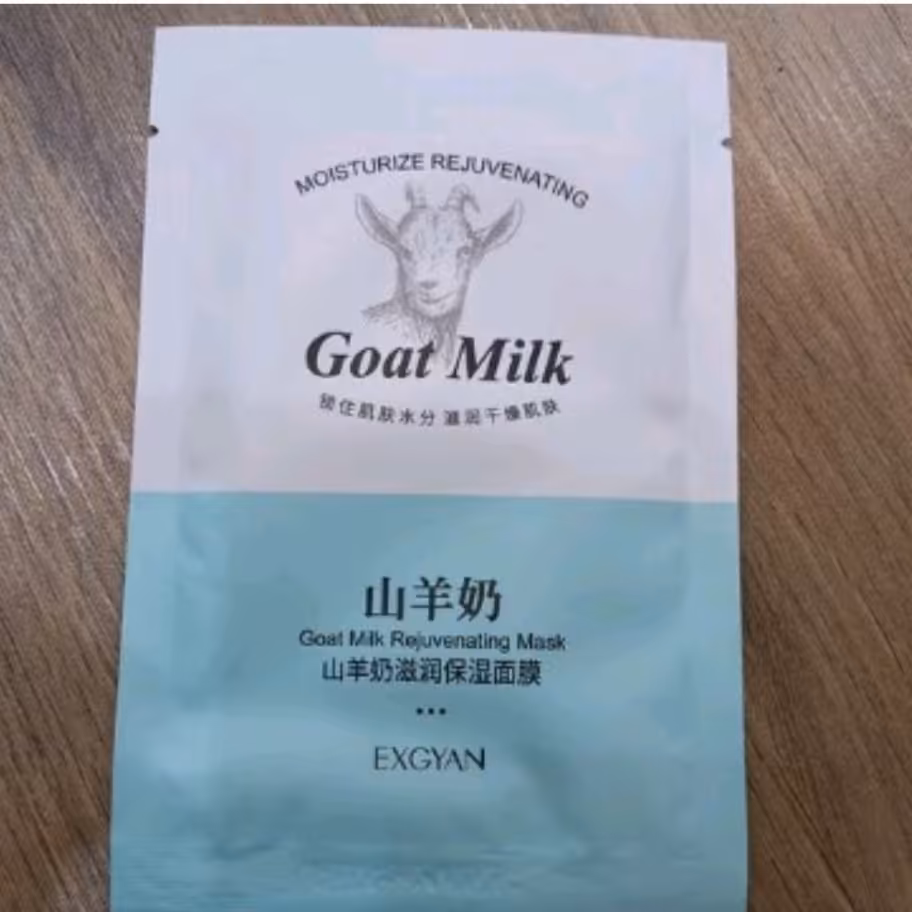 MOISTURIZE REJUVENATING
Goat Milk
锁住肌肤水分 滋润干燥肌肤
山羊奶
Goat Milk Rejuvenating Mask
山羊奶滋润保湿面膜
EXGYAN